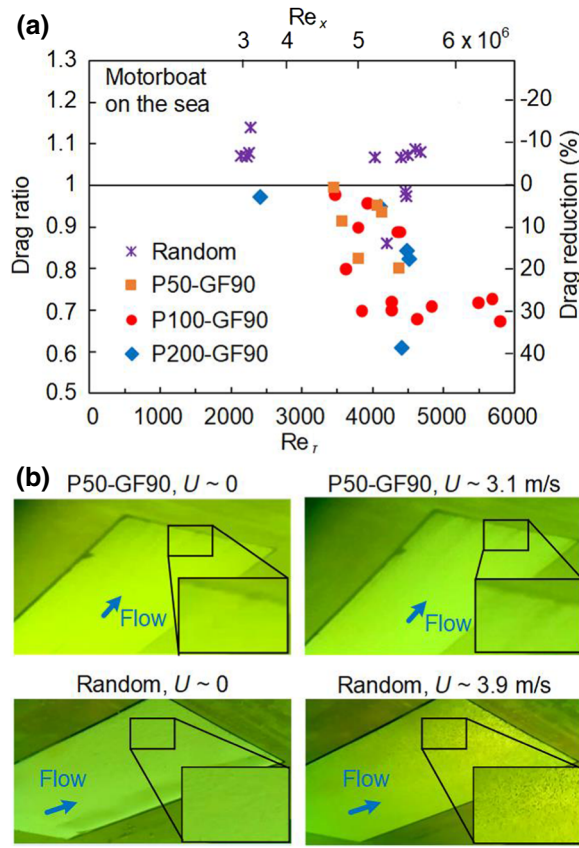 (a)
Re_x
3 4 5 6 x 10^6
1.3
1.2
1.1
1
0.9
0.8
0.7
0.6
0.5
Drag ratio
Motorboat
on the sea
Random
P50-GF90
P100-GF90
P200-GF90
-20
-10
0
10
20
30
40
Drag reduction (%)
0 1000 2000 3000 4000 5000 6000
Re_τ
(b)
P50-GF90, U ~ 0
P50-GF90, U ~ 3.1 m/s
Flow
Flow
Random, U ~ 0
Random, U ~ 3.9 m/s
Flow
Flow